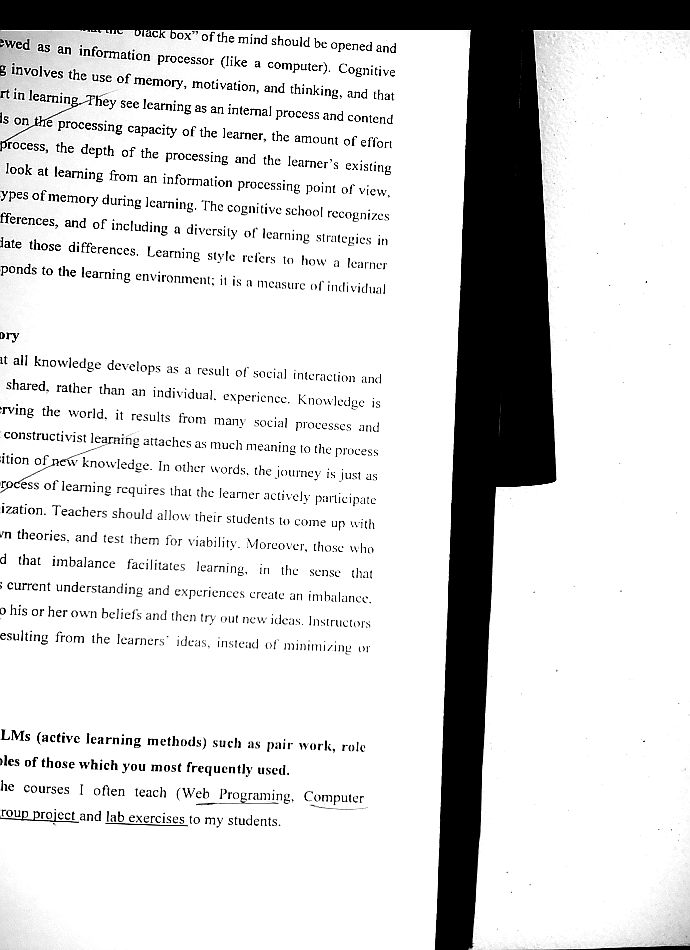 "black box" of the mind should be opened and
ewed as an information processor (like a computer). Cognitive
g involves the use of memory, motivation, and thinking, and that
rt in learning. They see learning as an internal process and contend
ds on the processing capacity of the learner, the amount of effort
process, the depth of the processing and the learner's existing
look at learning from an information processing point of view,
types of memory during learning. The cognitive school recognizes
fferences, and of including a diversity of learning strategies in
date those differences. Learning style refers to how a learner
ponds to the learning environment; it is a measure of individual
ory
at all knowledge develops as a result of social interaction and
shared, rather than an individual, experience. Knowledge is
erving the world, it results from many social processes and
constructivist learning attaches as much meaning to the process
ition of new knowledge. In other words, the journey is just as
rocess of learning requires that the learner actively participate
ization. Teachers should allow their students to come up with
wn theories, and test them for viability. Moreover, those who
d that imbalance facilitates learning, in the sense that
s current understanding and experiences create an imbalance.
o his or her own beliefs and then try out new ideas. Instructors
esulting from the learners' ideas, instead of minimizing or
LMs (active learning methods) such as pair work, role
les of those which you most frequently used.
he courses I often teach (Web Programing, Computer
roup project and lab exercises to my students.